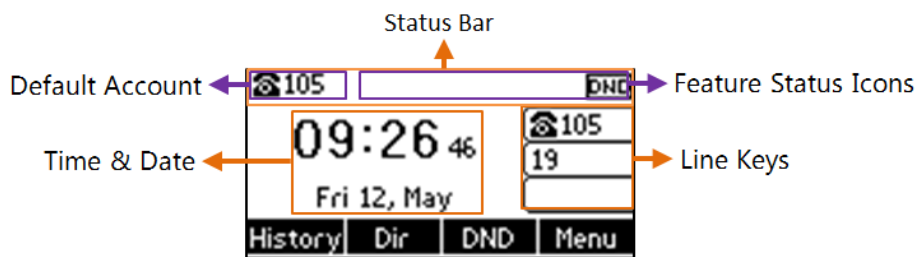 Status Bar
Default Account ☎105 DND Feature Status Icons
09:26 46 ☎105
Time & Date 19 Line Keys
Fri 12, May
History Dir DND Menu